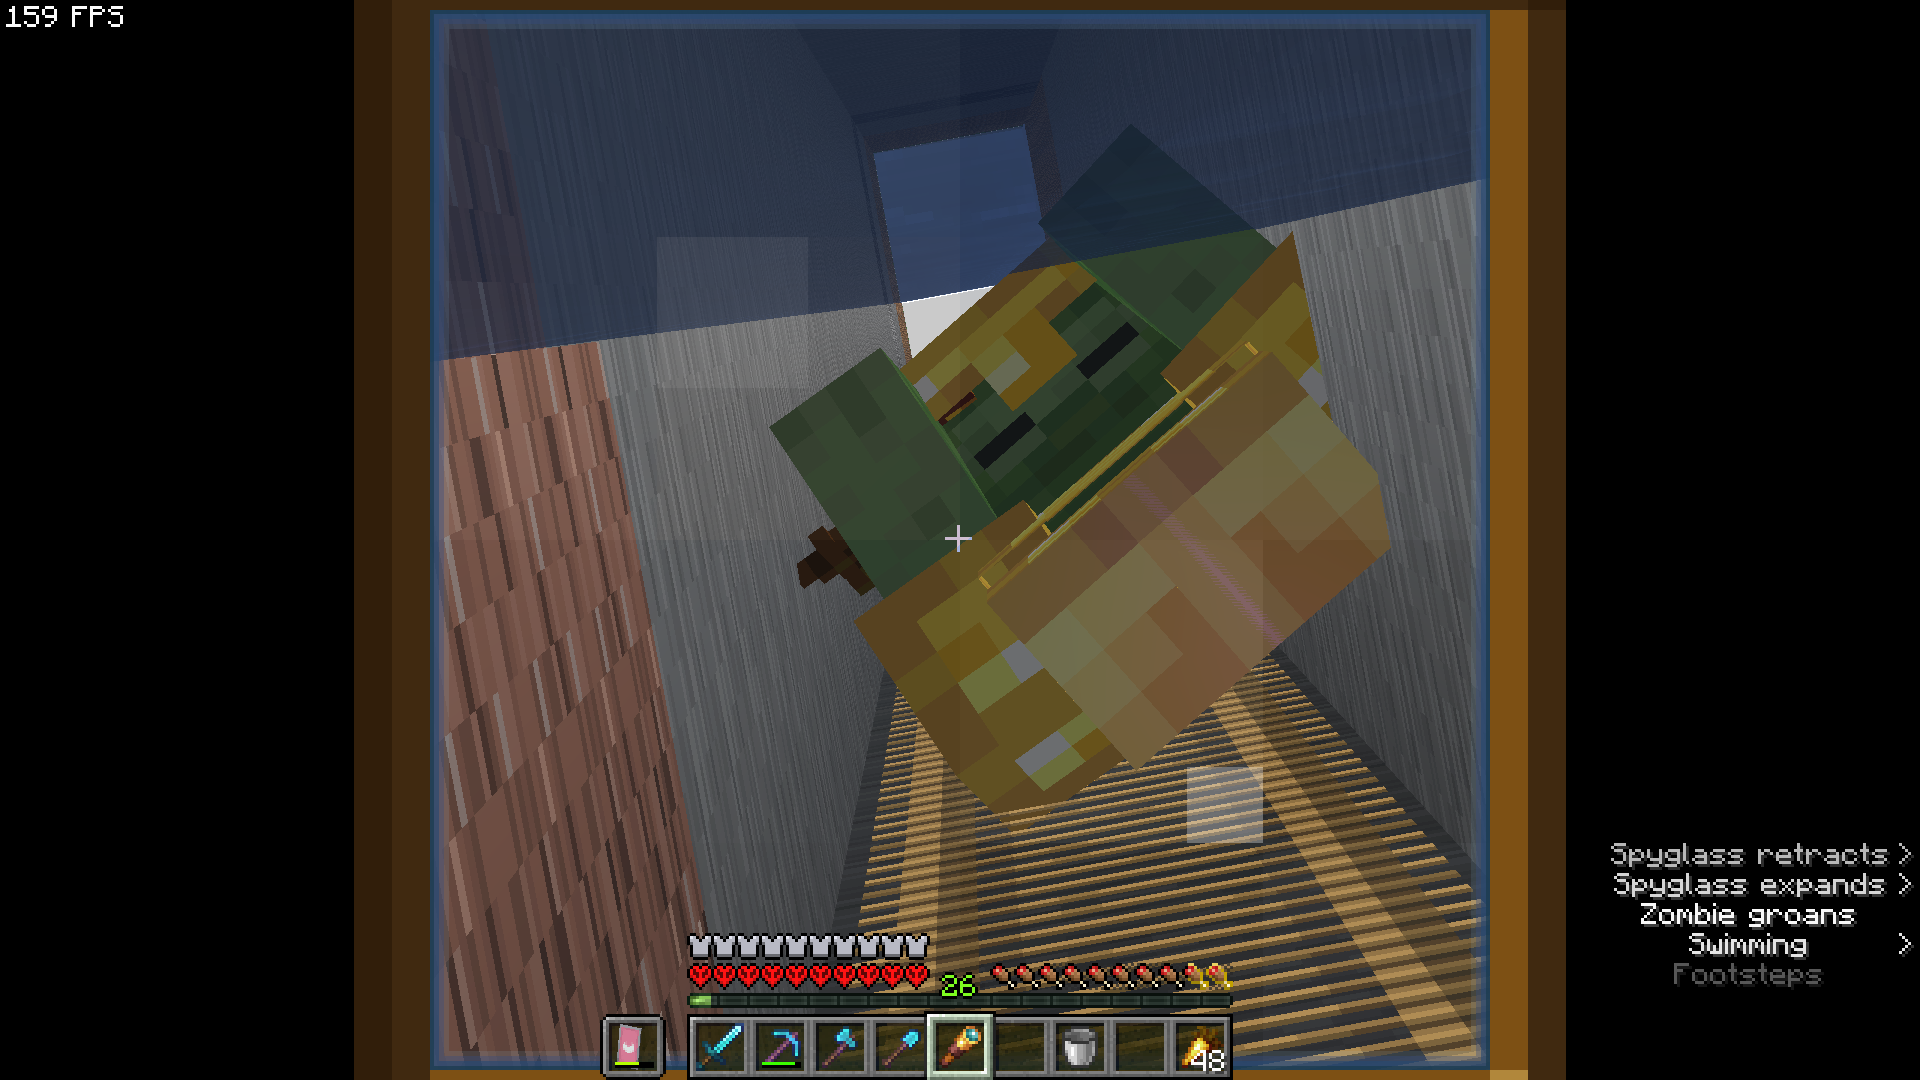 159 FPS
Spyglass retracts >
Spyglass expands >
Zombie groans
Swimming >
Footsteps
26
48